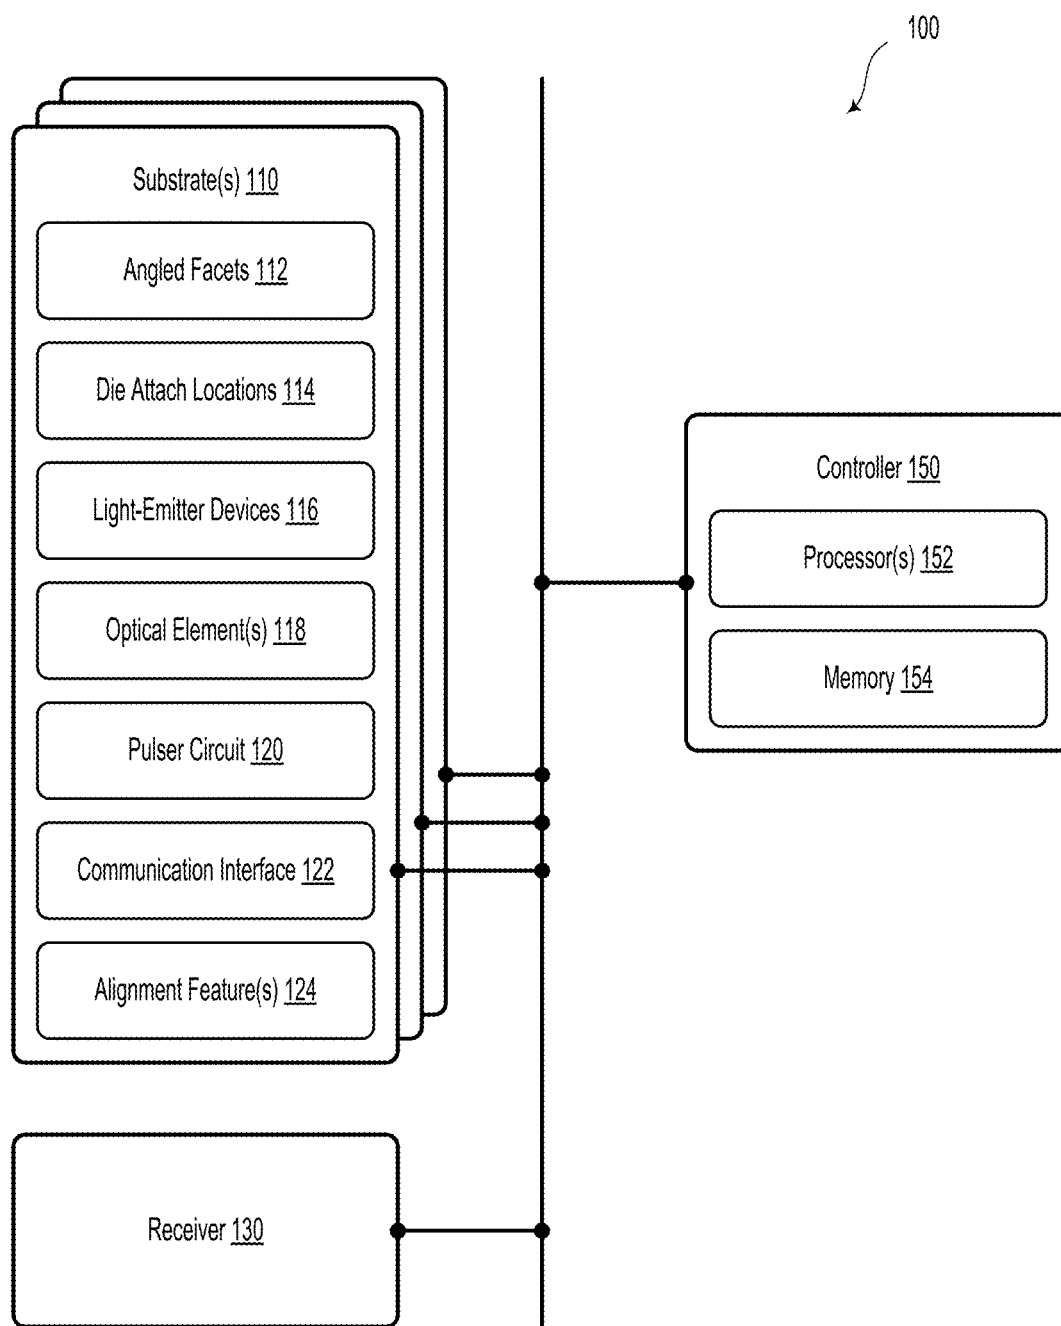 100
Substrate(s) 110
Angled Facets 112
Die Attach Locations 114
Light-Emitter Devices 116
Optical Element(s) 118
Pulser Circuit 120
Communication Interface 122
Alignment Feature(s) 124
Receiver 130
Controller 150
Processor(s) 152
Memory 154